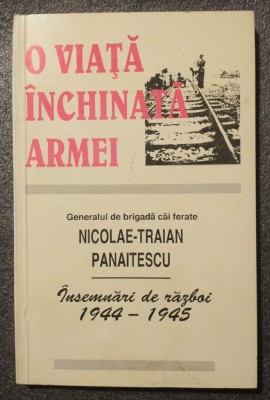 O VIAȚĂ
ÎNCHINATĂ
ARMEI
Generalul de brigadă căi ferate
NICOLAE-TRAIAN
PANAITESCU
Însemnări de război
1944 – 1945